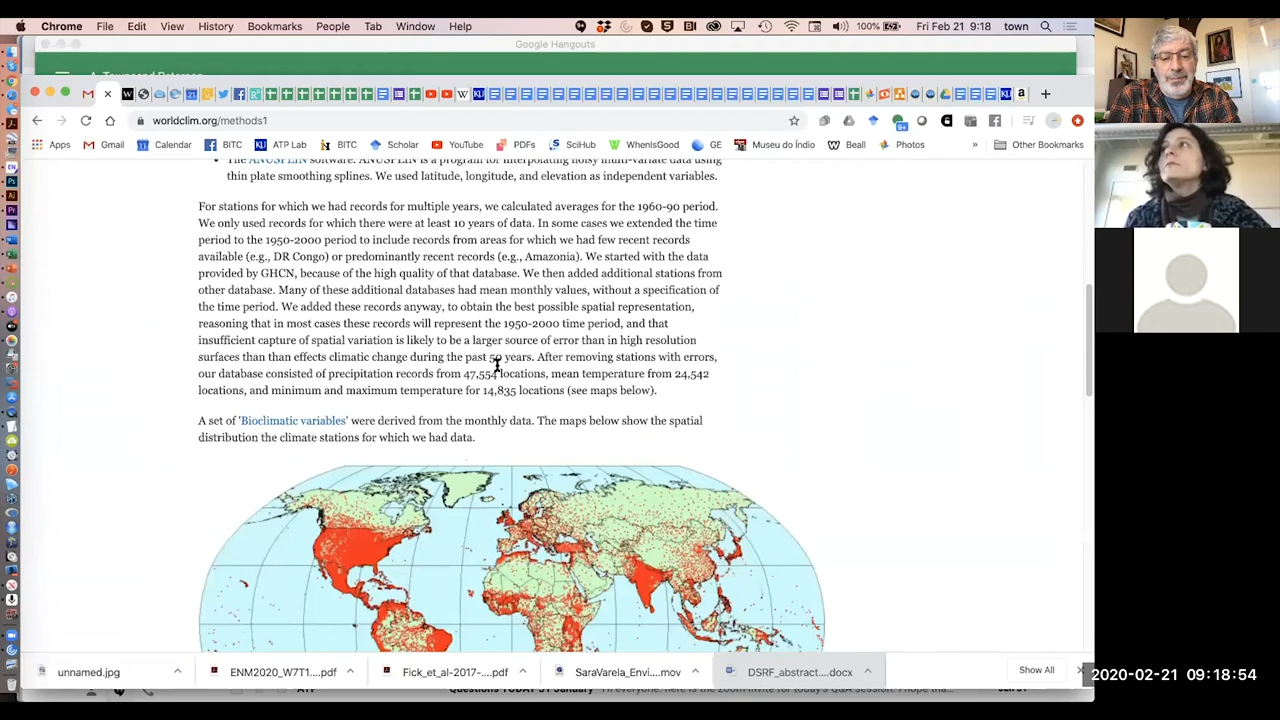 Chrome File Edit View History Bookmarks People Tab Window Help 100% Fri Feb 21 9:18 town
Google Hangouts
worldclim.org/methods1
Apps Gmail Calendar BITC ATP Lab BITC Scholar YouTube PDFs SciHub WhenIsGood GE Museu do Índio Beall Photos » Other Bookmarks
The ANUSPLIN software. ANUSPLIN is a program for interpolating noisy multi-variate data using
thin plate smoothing splines. We used latitude, longitude, and elevation as independent variables.
For stations for which we had records for multiple years, we calculated averages for the 1960-90 period.
We only used records for which there were at least 10 years of data. In some cases we extended the time
period to the 1950-2000 period to include records from areas for which we had few recent records
available (e.g., DR Congo) or predominantly recent records (e.g., Amazonia). We started with the data
provided by GHCN, because of the high quality of that database. We then added additional stations from
other database. Many of these additional databases had mean monthly values, without a specification of
the time period. We added these records anyway, to obtain the best possible spatial representation,
reasoning that in most cases these records will represent the 1950-2000 time period, and that
insufficient capture of spatial variation is likely to be a larger source of error than in high resolution
surfaces than than effects climatic change during the past 50 years. After removing stations with errors,
our database consisted of precipitation records from 47,554 locations, mean temperature from 24,542
locations, and minimum and maximum temperature for 14,835 locations (see maps below).
A set of 'Bioclimatic variables' were derived from the monthly data. The maps below show the spatial
distribution the climate stations for which we had data.
unnamed.jpg ENM2020_W7T1....pdf Fick_et_al-2017-....pdf SaraVarela_Envi....mov DSRF_abstract....docx Show All
2020-02-21 09:18:54